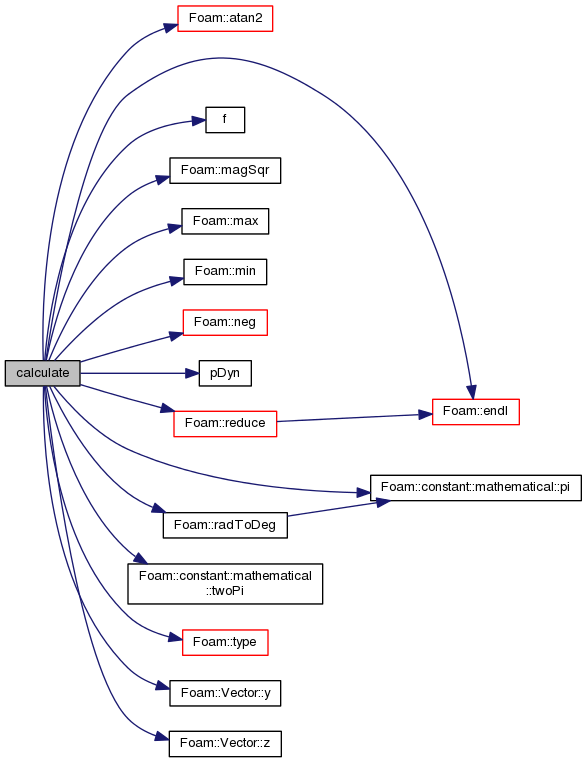 Foam::atan2
f
Foam::magSqr
Foam::max
Foam::min
Foam::neg
calculate
pDyn
Foam::endl
Foam::reduce
Foam::constant::mathematical::pi
Foam::radToDeg
Foam::constant::mathematical
::twoPi
Foam::type
Foam::Vector::y
Foam::Vector::z